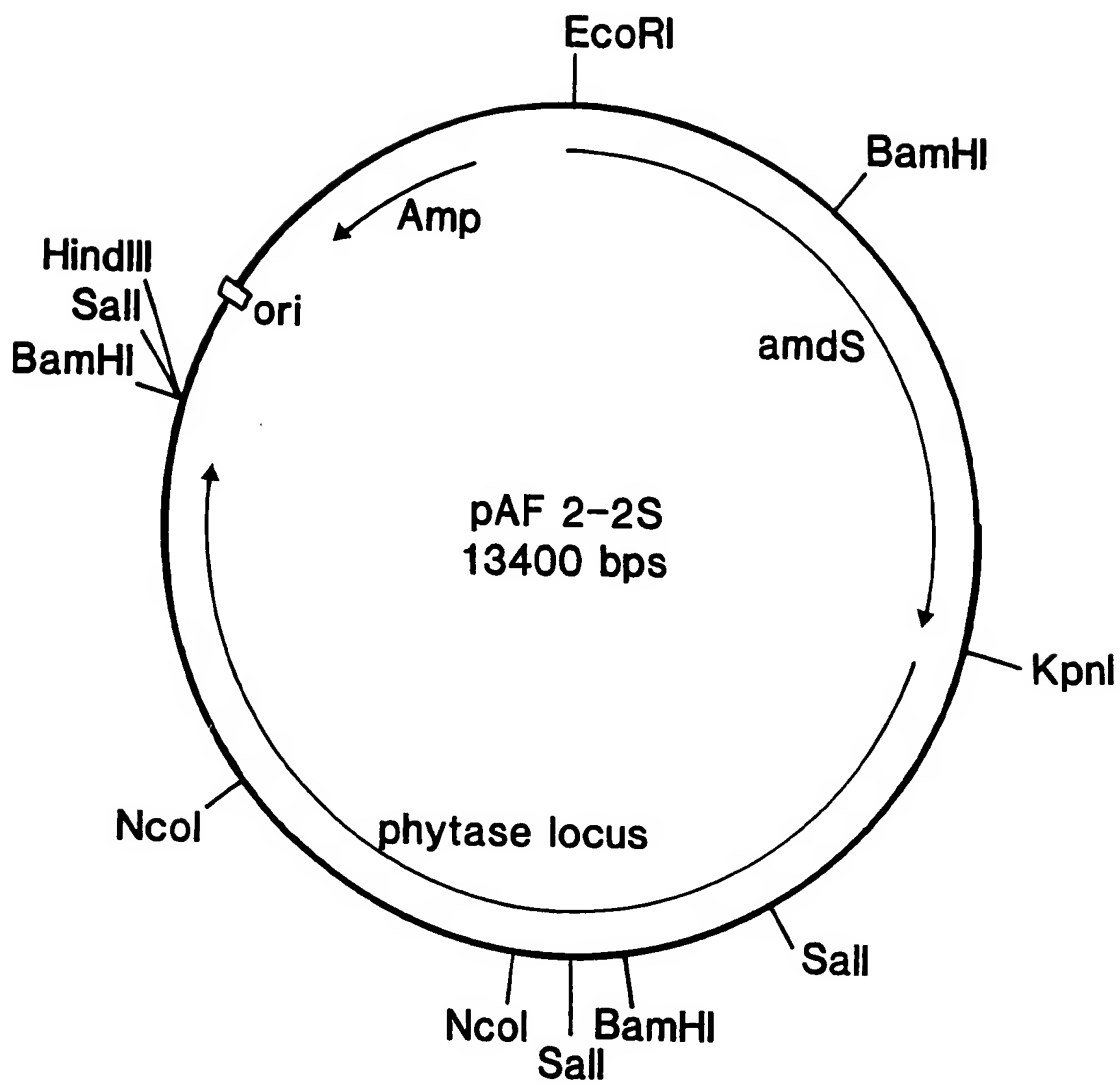 EcoRI
BamHI
Amp
HindIII
SalI
ori
BamHI
amdS
pAF 2-2S
13400 bps
KpnI
NcoI
phytase locus
SalI
NcoI
BamHI
SalI